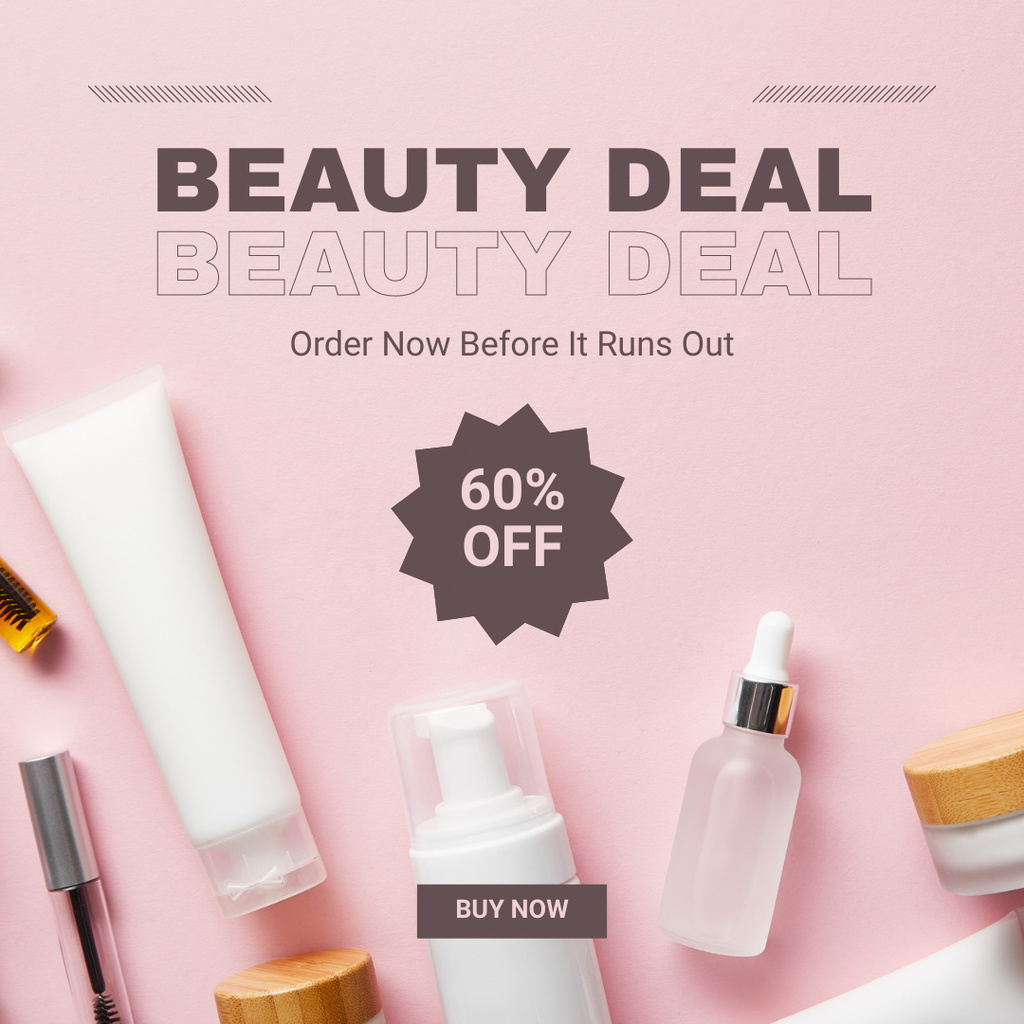 BEAUTY DEAL
BEAUTY DEAL
Order Now Before It Runs Out
60%
OFF
BUY NOW